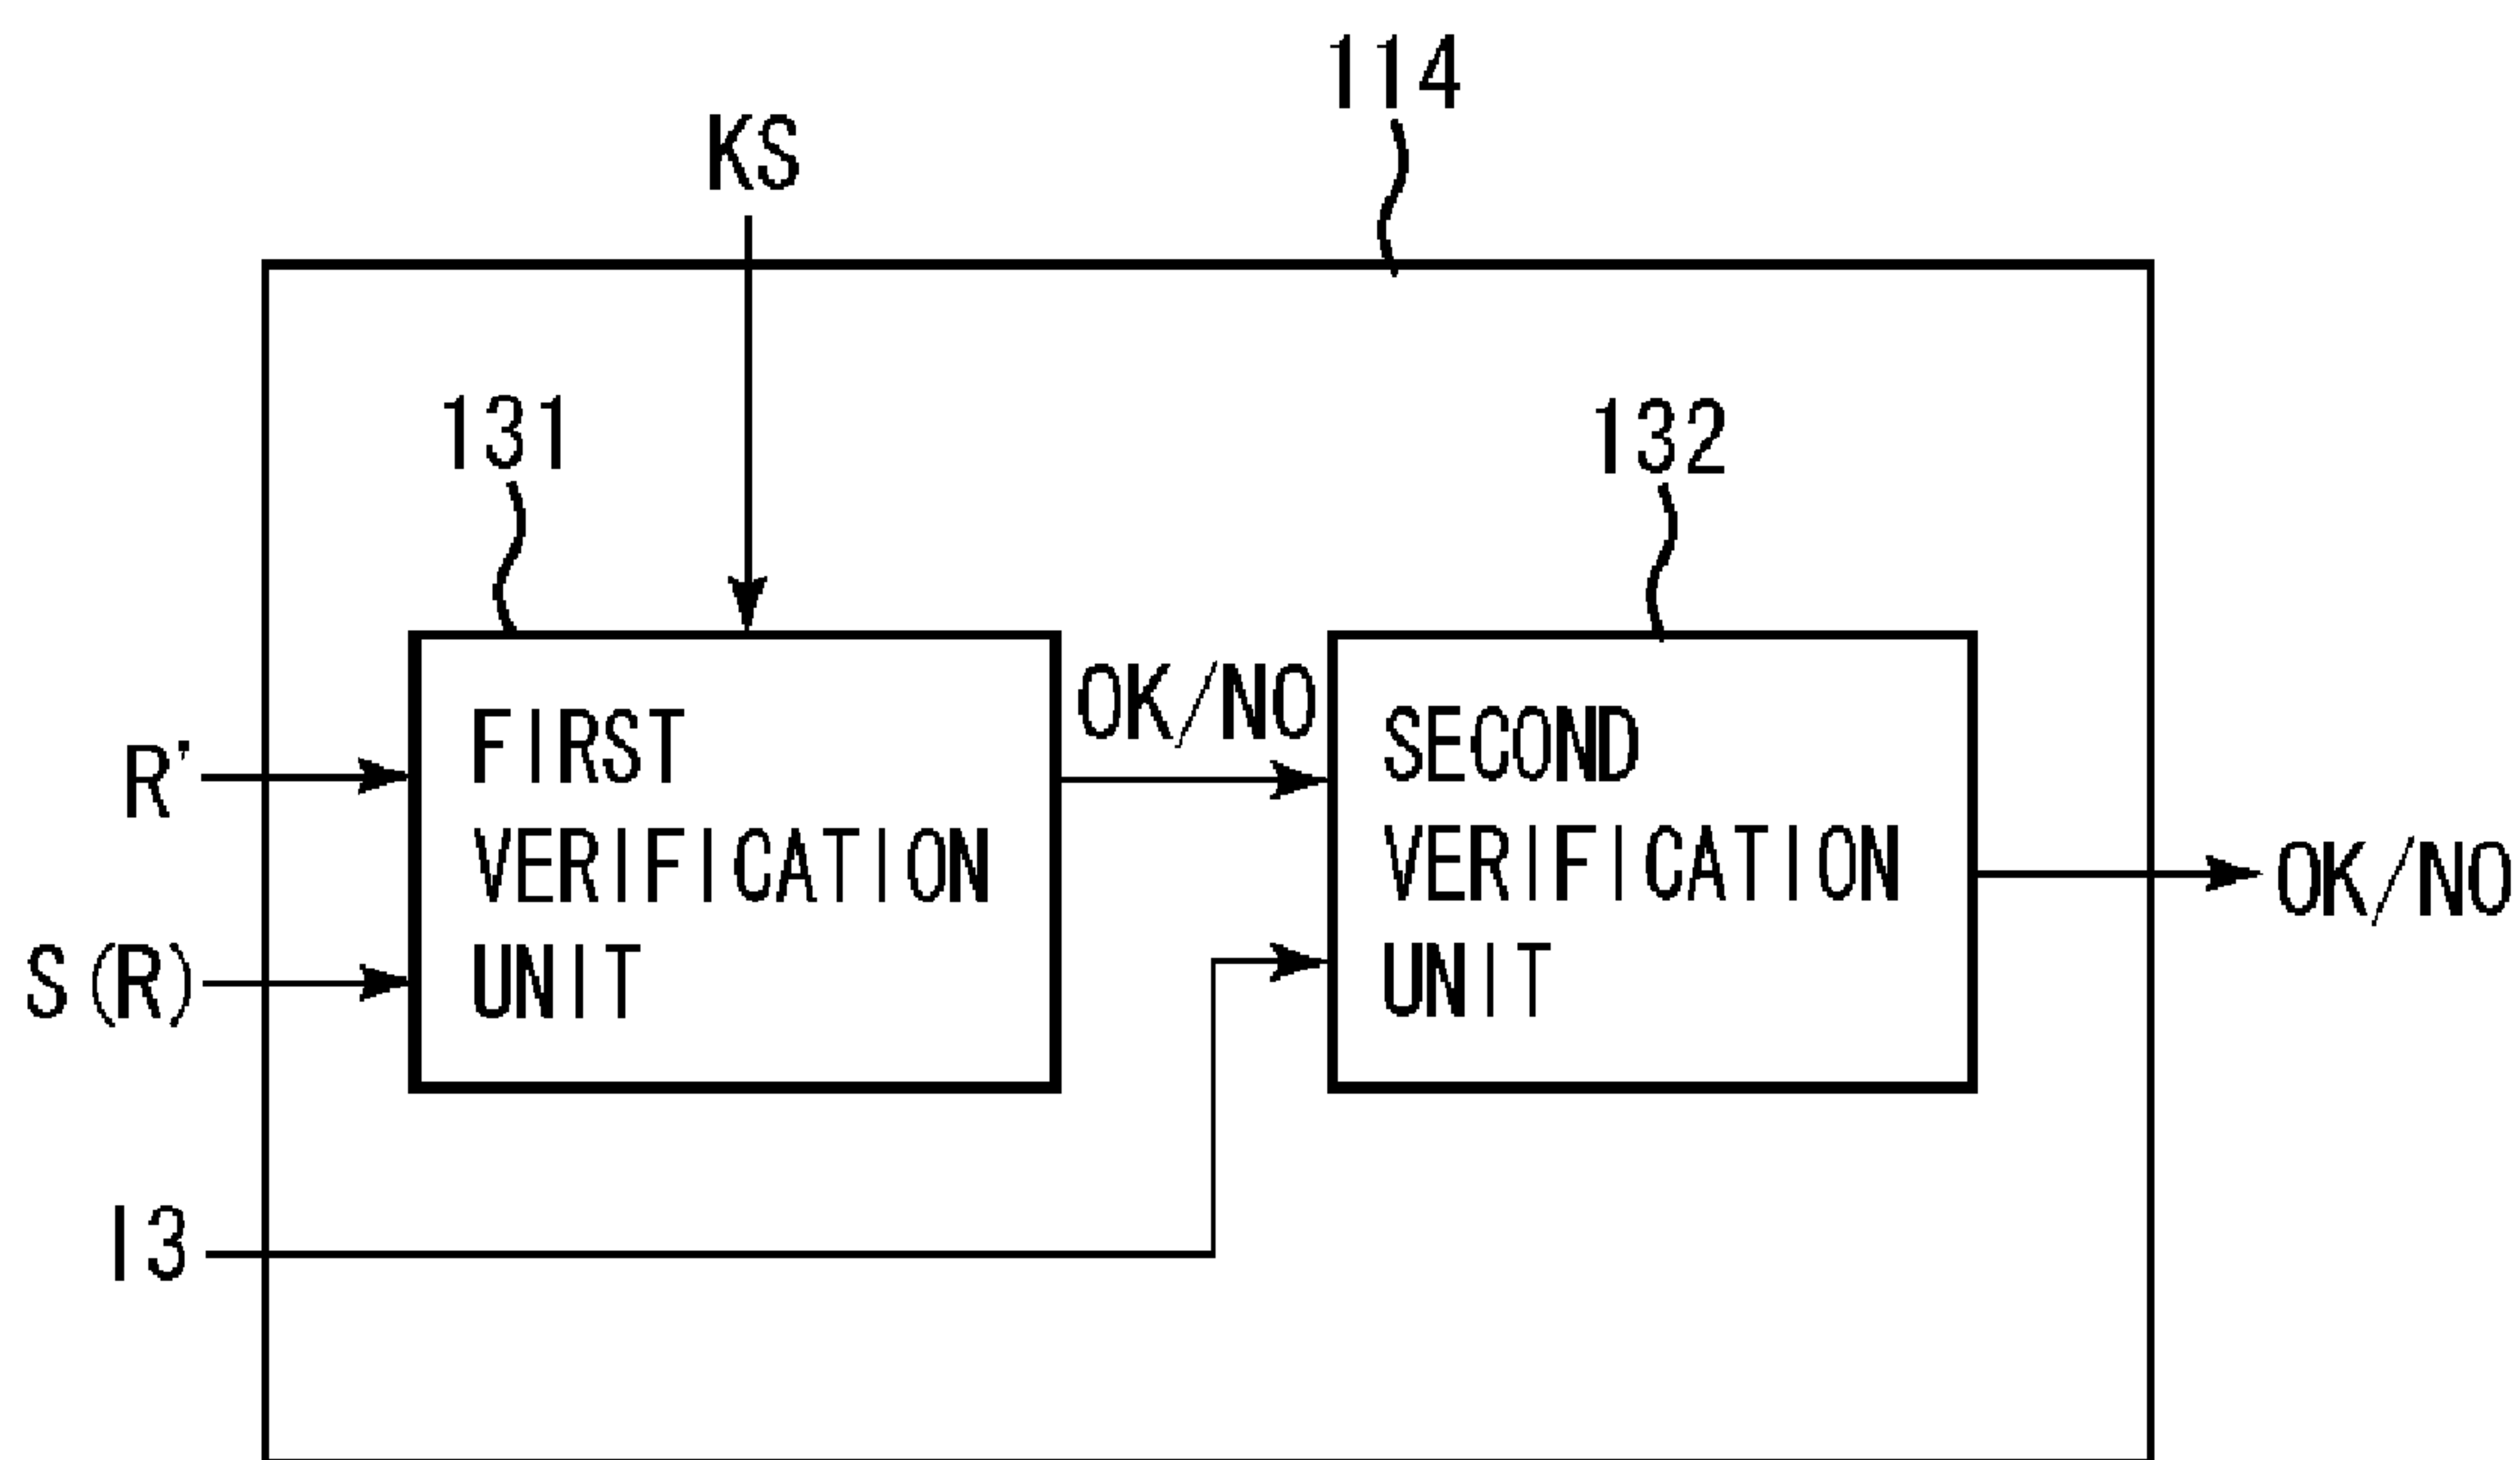 114
KS
131
132
OK/NO
FIRST
VERIFICATION
UNIT
SECOND
VERIFICATION
UNIT
R'
S(R)
I3
OK/NO